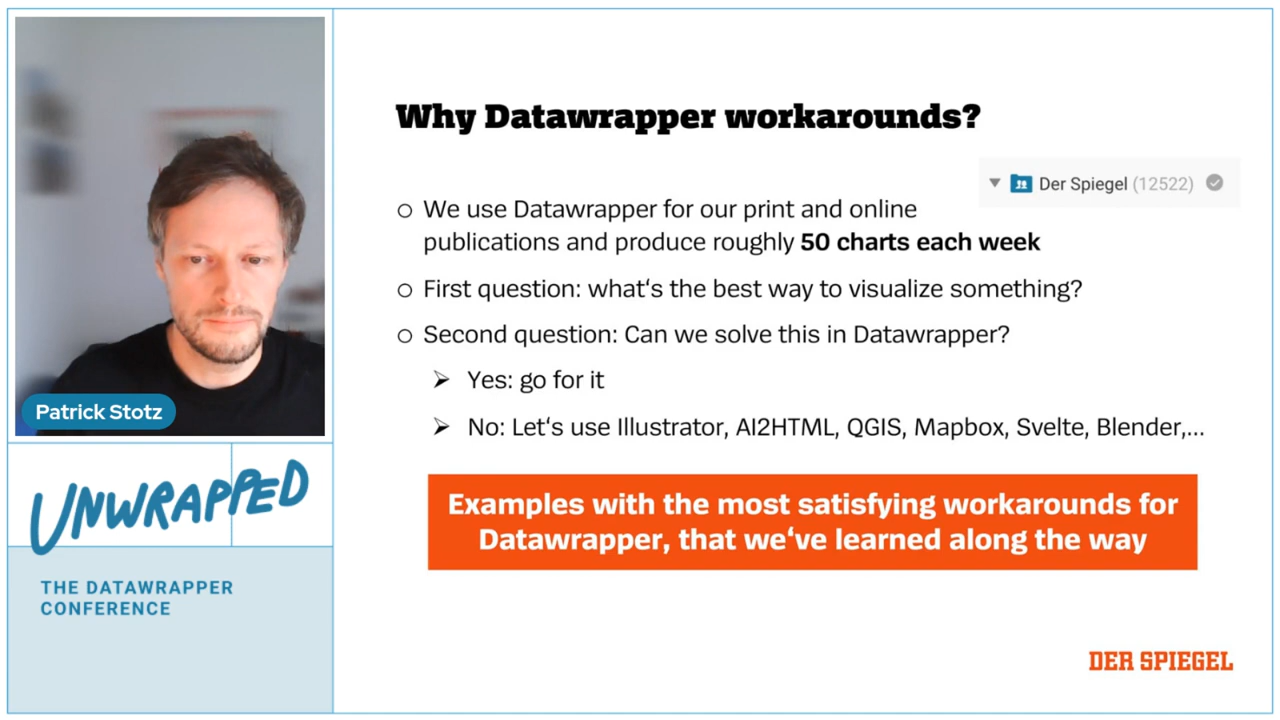 Patrick Stotz
UNWRAPPED
THE DATAWRAPPER
CONFERENCE
Why Datawrapper workarounds?
Der Spiegel (12522)
We use Datawrapper for our print and online
publications and produce roughly 50 charts each week
First question: what‘s the best way to visualize something?
Second question: Can we solve this in Datawrapper?
Yes: go for it
No: Let‘s use Illustrator, AI2HTML, QGIS, Mapbox, Svelte, Blender,...
Examples with the most satisfying workarounds for
Datawrapper, that we‘ve learned along the way
DER SPIEGEL